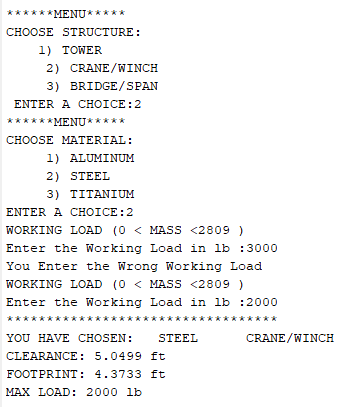 ******MENU*****
CHOOSE STRUCTURE:
1) TOWER
2) CRANE/WINCH
3) BRIDGE/SPAN
ENTER A CHOICE:2
******MENU*****
CHOOSE MATERIAL:
1) ALUMINUM
2) STEEL
3) TITANIUM
ENTER A CHOICE:2
WORKING LOAD (0 < MASS <2809 )
Enter the Working Load in lb :3000
You Enter the Wrong Working Load
WORKING LOAD (0 < MASS <2809 )
Enter the Working Load in lb :2000
**********************************
YOU HAVE CHOSEN: STEEL CRANE/WINCH
CLEARANCE: 5.0499 ft
FOOTPRINT: 4.3733 ft
MAX LOAD: 2000 lb